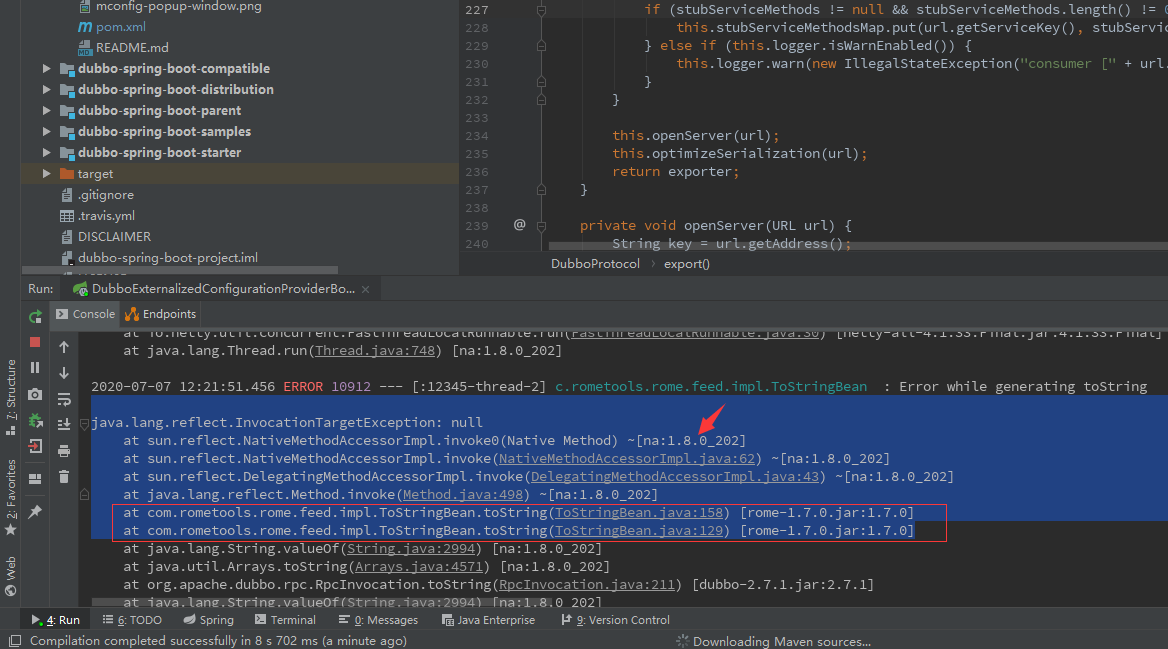 mconfig-popup-window.png
pom.xml
README.md
dubbo-spring-boot-compatible
dubbo-spring-boot-distribution
dubbo-spring-boot-parent
dubbo-spring-boot-samples
dubbo-spring-boot-starter
target
.gitignore
.travis.yml
DISCLAIMER
dubbo-spring-boot-project.iml
227 if (stubServiceMethods != null && stubServiceMethods.length() != 0
228 this.stubServiceMethodsMap.put(url.getServiceKey(), stubServic
229 } else if (this.logger.isWarnEnabled()) {
230 this.logger.warn(new IllegalStateException("consumer [" + url.
231 }
232 }
233
234 this.openServer(url);
235 this.optimizeSerialization(url);
236 return exporter;
237 }
238
239 @ private void openServer(URL url) {
240 String key = url.getAddress();
DubboProtocol › export()
Run: DubboExternalizedConfigurationProviderBo... ×
Console Endpoints
at io.netty.util.concurrent.FastThreadLocalRunnable.run(FastThreadLocalRunnable.java:30) [netty-all-4.1.33.Final.jar:4.1.33.Final]
at java.lang.Thread.run(Thread.java:748) [na:1.8.0_202]
2020-07-07 12:21:51.456 ERROR 10912 --- [:12345-thread-2] c.rometools.rome.feed.impl.ToStringBean : Error while generating toString
java.lang.reflect.InvocationTargetException: null
at sun.reflect.NativeMethodAccessorImpl.invoke0(Native Method) ~[na:1.8.0_202]
at sun.reflect.NativeMethodAccessorImpl.invoke(NativeMethodAccessorImpl.java:62) ~[na:1.8.0_202]
at sun.reflect.DelegatingMethodAccessorImpl.invoke(DelegatingMethodAccessorImpl.java:43) ~[na:1.8.0_202]
at java.lang.reflect.Method.invoke(Method.java:498) ~[na:1.8.0_202]
at com.rometools.rome.feed.impl.ToStringBean.toString(ToStringBean.java:158) [rome-1.7.0.jar:1.7.0]
at com.rometools.rome.feed.impl.ToStringBean.toString(ToStringBean.java:129) [rome-1.7.0.jar:1.7.0]
at java.lang.String.valueOf(String.java:2994) [na:1.8.0_202]
at java.util.Arrays.toString(Arrays.java:4571) [na:1.8.0_202]
at org.apache.dubbo.rpc.RpcInvocation.toString(RpcInvocation.java:211) [dubbo-2.7.1.jar:2.7.1]
at java.lang.String.valueOf(String.java:2994) [na:1.8.0_202]
7: Structure
2: Favorites
Web
4: Run 6: TODO Spring Terminal 0: Messages Java Enterprise 9: Version Control
Compilation completed successfully in 8 s 702 ms (a minute ago) Downloading Maven sources...